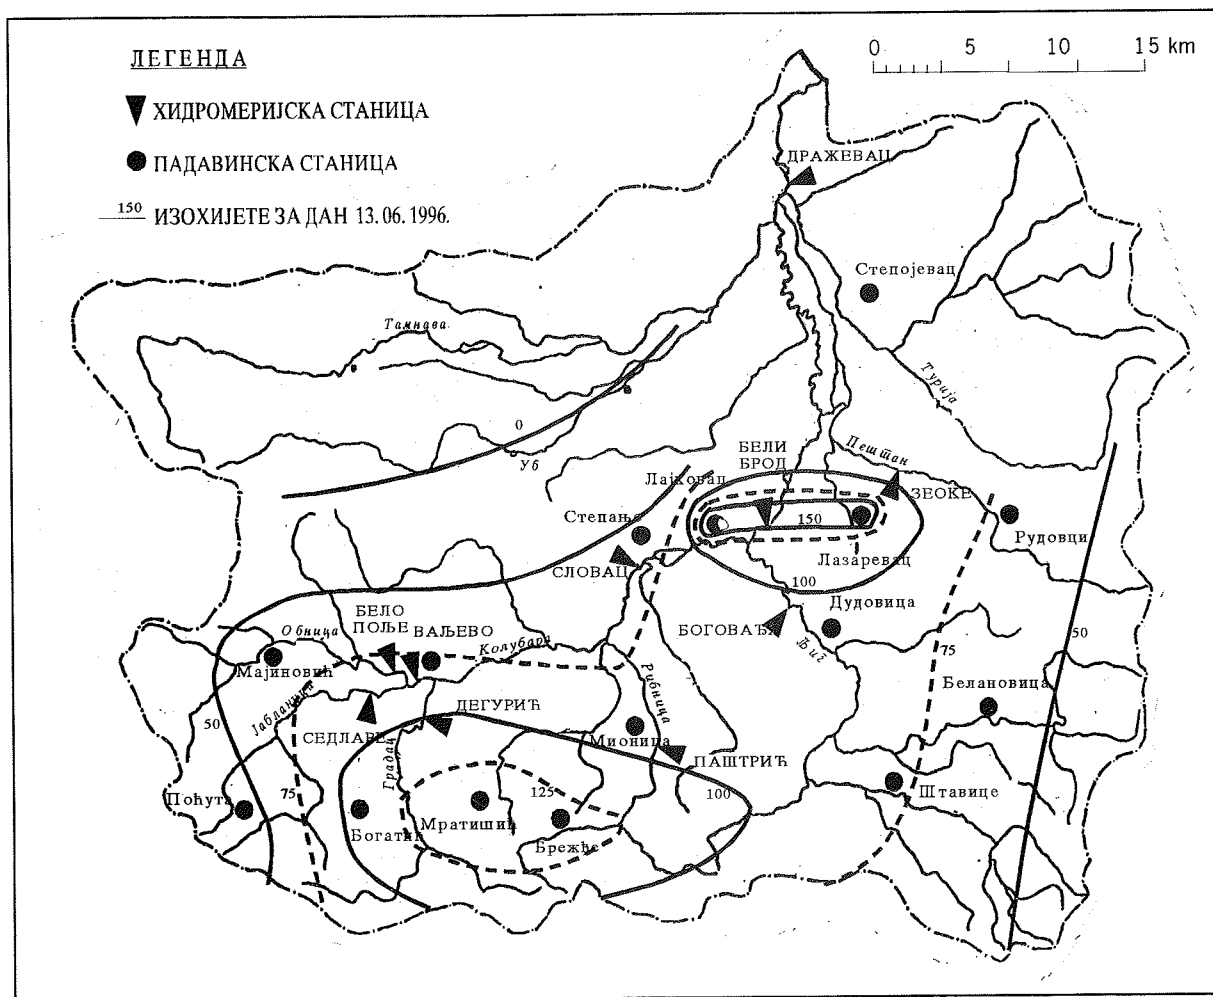 ЛЕГЕНДА
0 5 10 15 km
ХИДРОМЕРИЈСКА СТАНИЦА
ПАДАВИНСКА СТАНИЦА
150 ИЗОХИЈЕТЕ ЗА ДАН 13.06.1996.
ДРАЖЕВАЦ
Степојевац
Тамнава
Турија
0
Уб
БЕЛИ
БРОД
Пештан
Лајковац
ЗЕОКЕ
Степање
150
Рудовци
Лазаревац
СЛОВАЦ
100
Дудовица
БЕЛО
ПОЉЕ
Обница
ВАЉЕВО
Колубара
БОГОВАЂА
Љиг
50
75
Мајиновић
Јабланица
Рибница
Белановица
50
ДЕГУРИЋ
СЕДЛАРЕ
Мионица
Градац
ПАШТРИЋ
75
125
100
Штавице
Поћута
Богатић
Мратишић
Брежђе